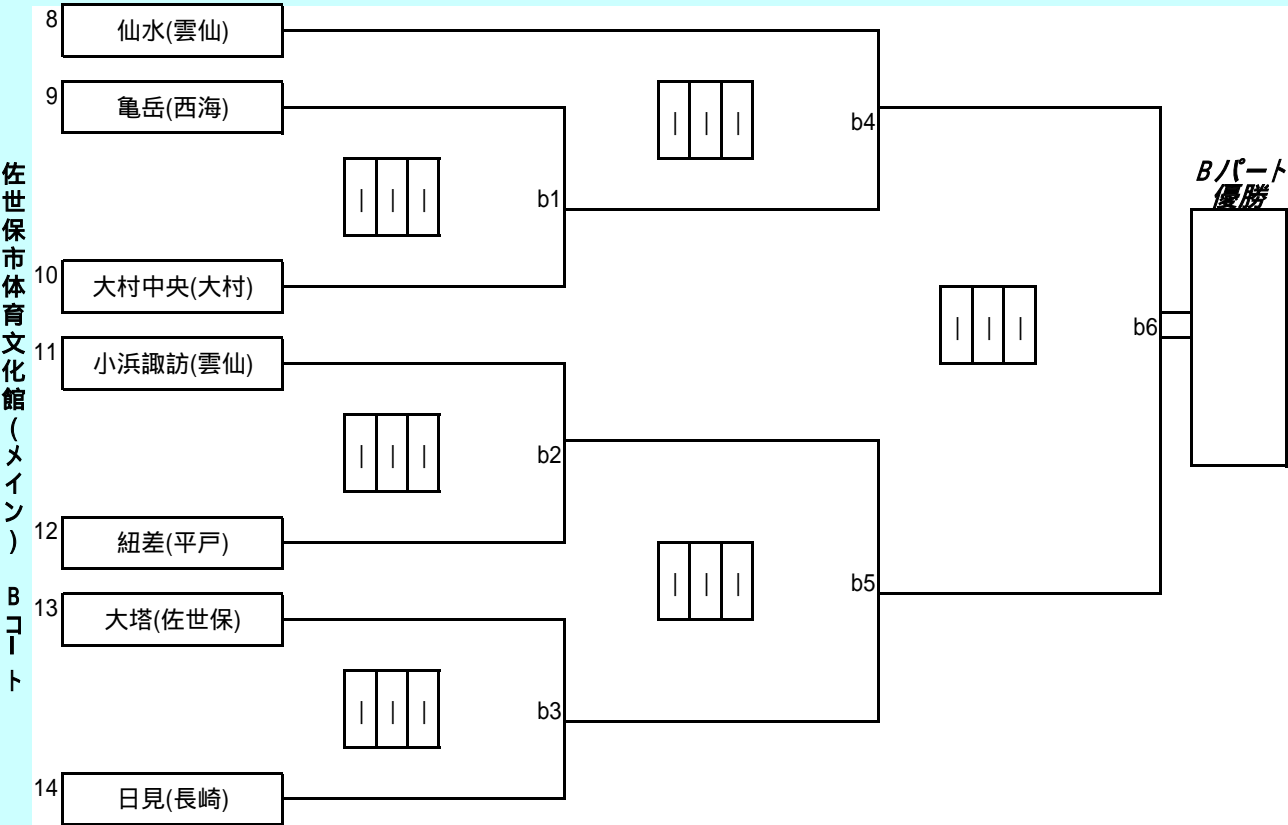 佐世保市体育文化館(メイン) Bコート
8
仙水(雲仙)
9
亀岳(西海)
10
大村中央(大村)
11
小浜諏訪(雲仙)
12
紐差(平戸)
13
大塔(佐世保)
14
日見(長崎)
| | |
b1
| | |
b2
| | |
b3
| | |
b4
| | |
b5
| | |
b6
Bパート
優勝